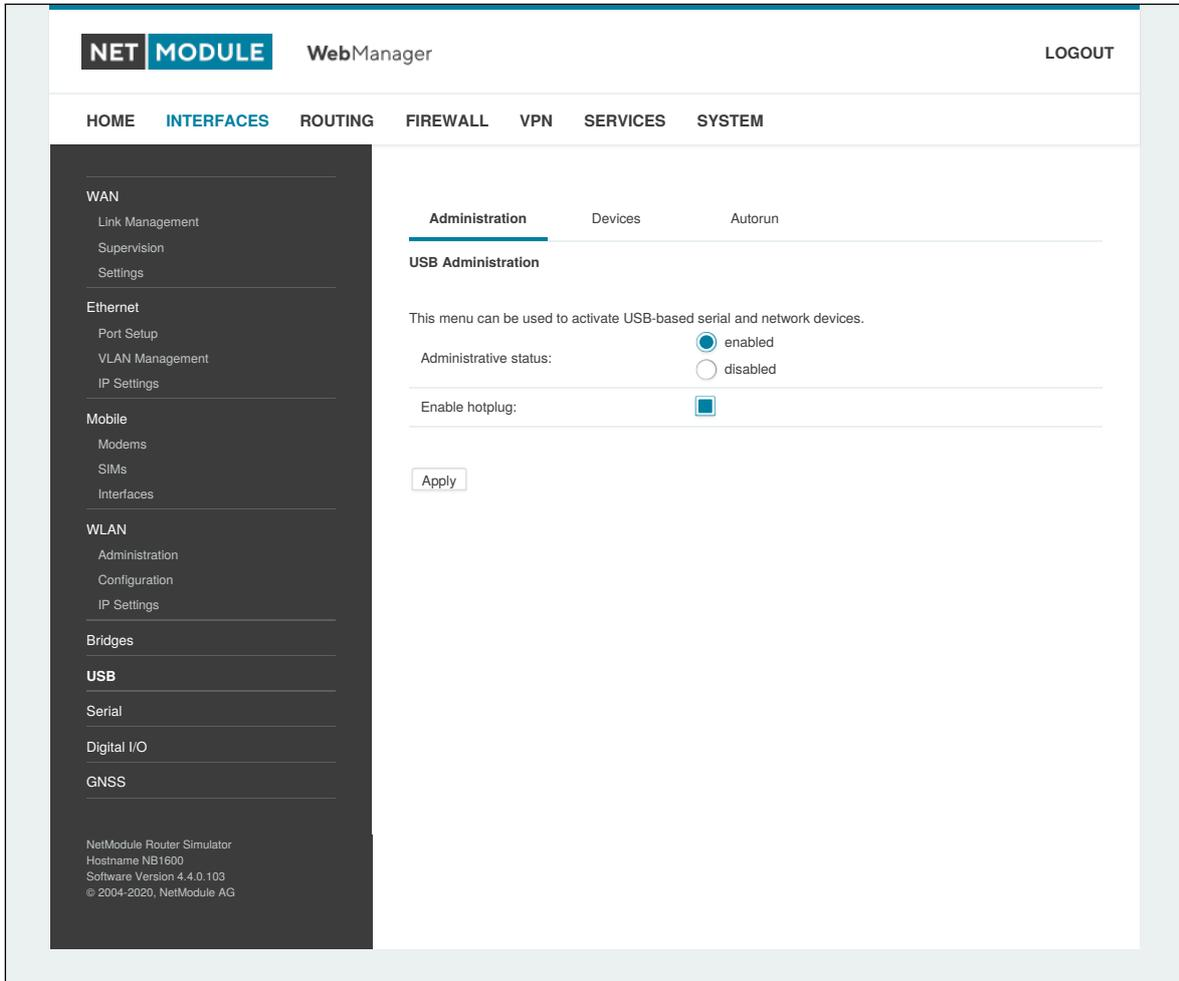 NET MODULE WebManager LOGOUT
HOME INTERFACES ROUTING FIREWALL VPN SERVICES SYSTEM
WAN
Link Management
Supervision
Settings
Ethernet
Port Setup
VLAN Management
IP Settings
Mobile
Modems
SIMs
Interfaces
WLAN
Administration
Configuration
IP Settings
Bridges
USB
Serial
Digital I/O
GNSS
NetModule Router Simulator
Hostname NB1600
Software Version 4.4.0.103
© 2004-2020, NetModule AG
Administration Devices Autorun
USB Administration
This menu can be used to activate USB-based serial and network devices.
Administrative status:
enabled
disabled
Enable hotplug:
Apply